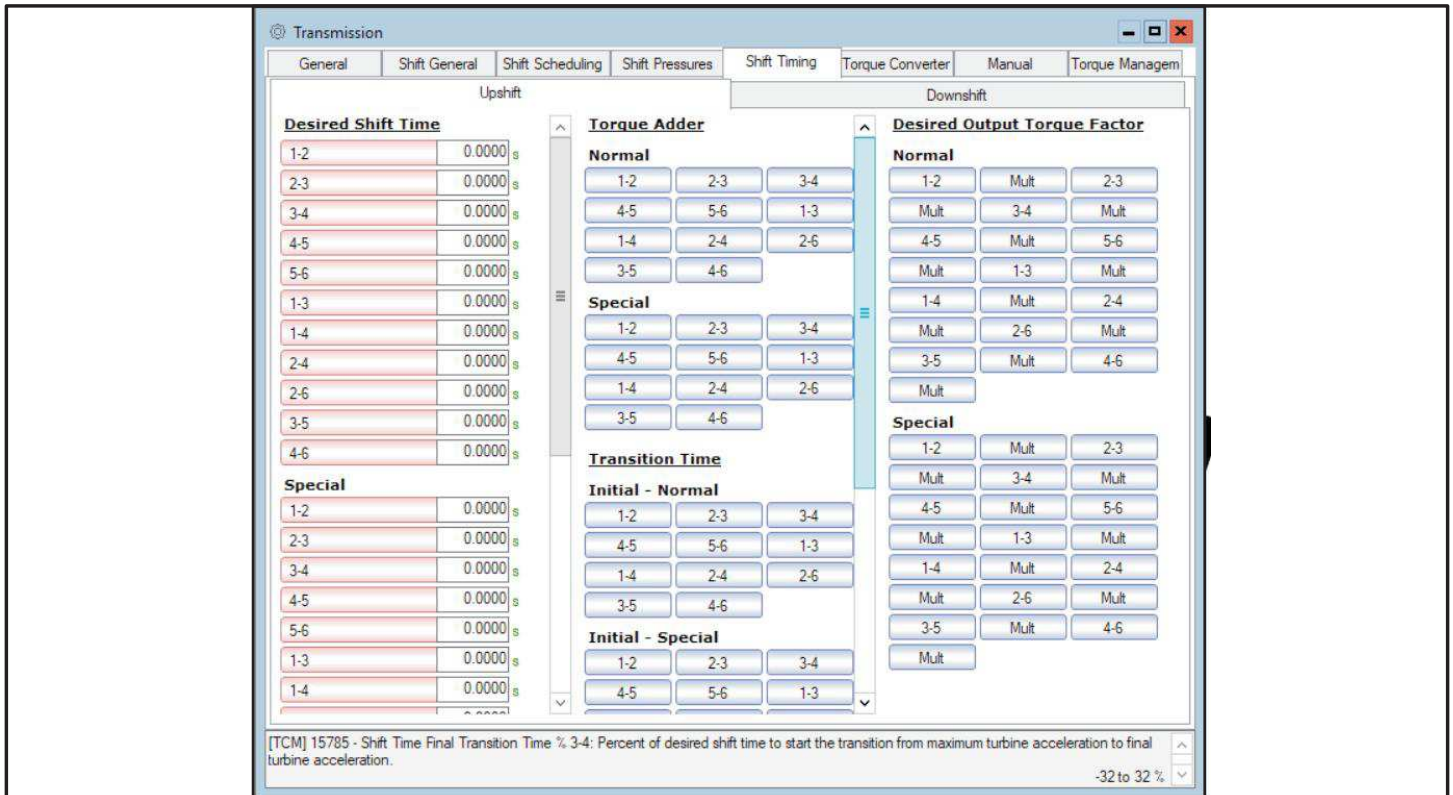 Transmission
General Shift General Shift Scheduling Shift Pressures Shift Timing Torque Converter Manual Torque Managem
Upshift Downshift
Desired Shift Time
1-2 0.0000 s
2-3 0.0000 s
3-4 0.0000 s
4-5 0.0000 s
5-6 0.0000 s
1-3 0.0000 s
1-4 0.0000 s
2-4 0.0000 s
2-6 0.0000 s
3-5 0.0000 s
4-6 0.0000 s
Special
1-2 0.0000 s
2-3 0.0000 s
3-4 0.0000 s
4-5 0.0000 s
5-6 0.0000 s
1-3 0.0000 s
1-4 0.0000 s
Torque Adder
Normal
1-2 2-3 3-4
4-5 5-6 1-3
1-4 2-4 2-6
3-5 4-6
Special
1-2 2-3 3-4
4-5 5-6 1-3
1-4 2-4 2-6
3-5 4-6
Transition Time
Initial - Normal
1-2 2-3 3-4
4-5 5-6 1-3
1-4 2-4 2-6
3-5 4-6
Initial - Special
1-2 2-3 3-4
4-5 5-6 1-3
Desired Output Torque Factor
Normal
1-2 Mult 2-3
Mult 3-4 Mult
4-5 Mult 5-6
Mult 1-3 Mult
1-4 Mult 2-4
Mult 2-6 Mult
3-5 Mult 4-6
Mult
Special
1-2 Mult 2-3
Mult 3-4 Mult
4-5 Mult 5-6
Mult 1-3 Mult
1-4 Mult 2-4
Mult 2-6 Mult
3-5 Mult 4-6
Mult
[TCM] 15785 - Shift Time Final Transition Time % 3-4: Percent of desired shift time to start the transition from maximum turbine acceleration to final
turbine acceleration.
-32 to 32 %